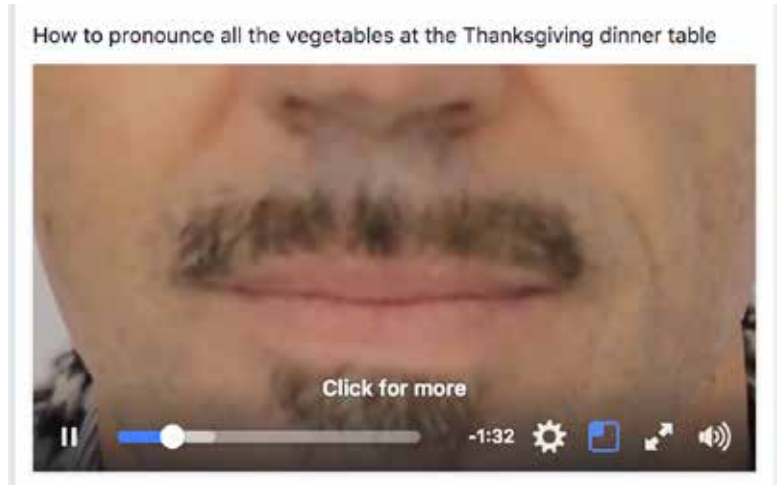 How to pronounce all the vegetables at the Thanksgiving dinner table
Click for more
-1:32